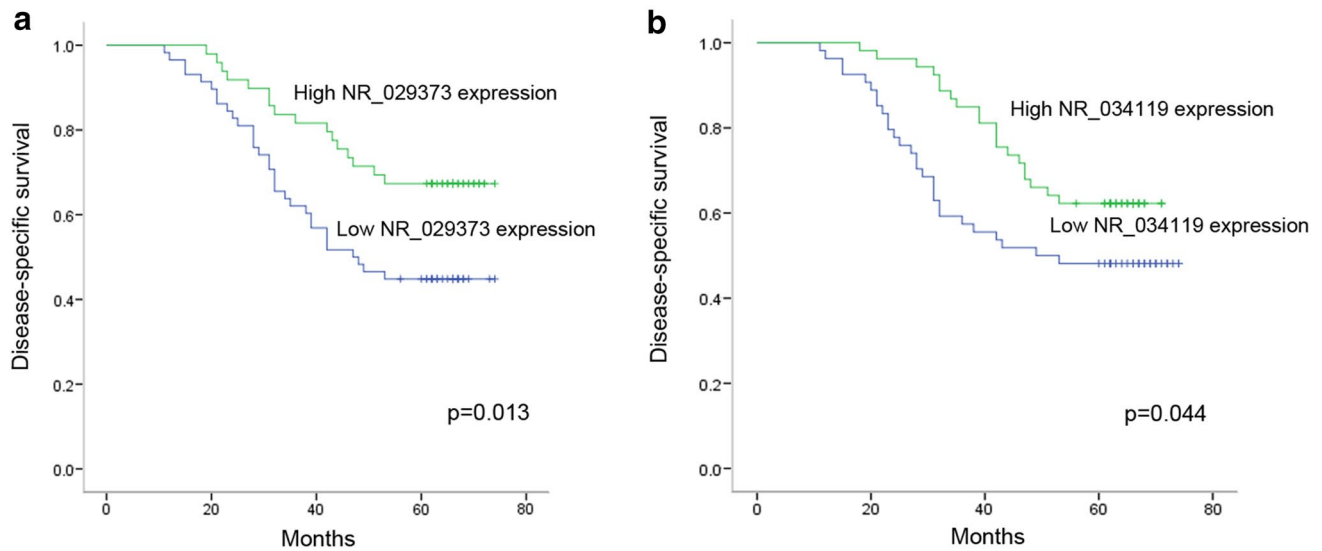 a
1.0
0.8
0.6
0.4
0.2
0.0
Disease-specific survival
High NR_029373 expression
Low NR_029373 expression
p=0.013
0 20 40 60 80
Months
b
1.0
0.8
0.6
0.4
0.2
0.0
Disease-specific survival
High NR_034119 expression
Low NR_034119 expression
p=0.044
0 20 40 60 80
Months